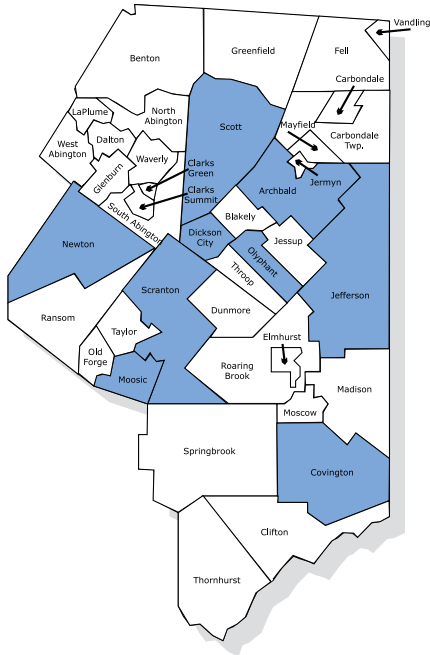 Vandling
Benton
Greenfield
Fell
Carbondale
LaPlume
North
Abington
Scott
Mayfield
Carbondale
Twp.
West
Abington
Dalton
Waverly
Clarks
Green
Glenburn
Clarks
Summit
Archbald
Jermyn
South Abington
Blakely
Dickson
City
Jessup
Newton
Olyphant
Throop
Scranton
Jefferson
Dunmore
Ransom
Taylor
Elmhurst
Old
Forge
Moosic
Roaring
Brook
Madison
Moscow
Springbrook
Covington
Clifton
Thornhurst